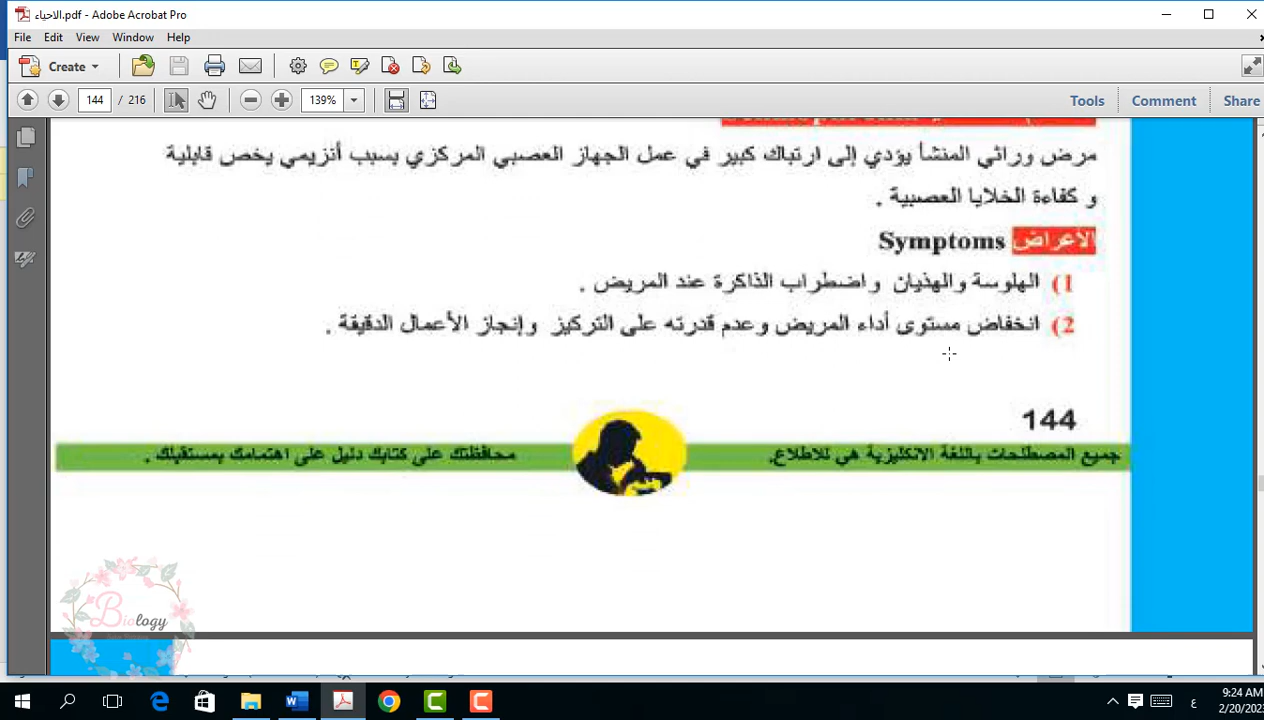 الاحياء.pdf - Adobe Acrobat Pro
File Edit View Window Help
Create
144 / 216 139% Tools Comment Share
مرض وراثي المنشأ يؤدي إلى ارتباك كبير في عمل الجهاز العصبي المركزي بسبب أنزيمي يخص قابلية
و كفاءة الخلايا العصبية .
الأعراض Symptoms
1) الهلوسة والهذيان واضطراب الذاكرة عند المريض .
2) انخفاض مستوى أداء المريض وعدم قدرته على التركيز وإنجاز الأعمال الدقيقة .
144
جميع المصطلحات باللغة الانكليزية هي للاطلاع.
محافظتك على كتابك دليل على اهتمامك بمستقبلك .
Biology
9:24 AM
ع